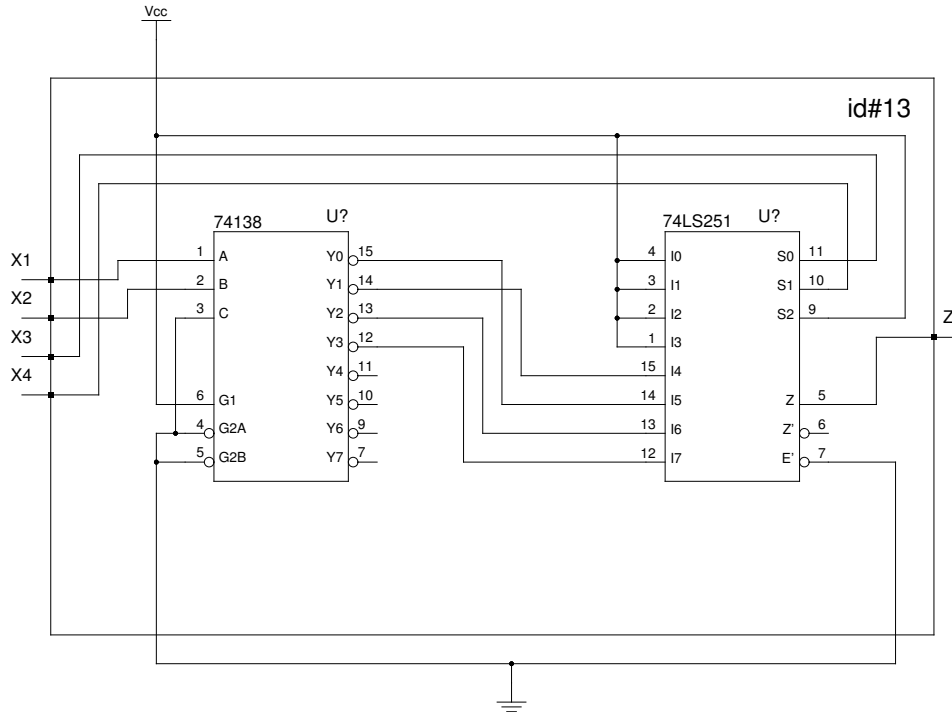 Vcc
id#13
74138 U?
74LS251 U?
X1
X2
X3
X4
1 A Y0 15
2 B Y1 14
3 C Y2 13
Y3 12
Y4 11
6 G1 Y5 10
4 G2A Y6 9
5 G2B Y7 7
4 I0 S0 11
3 I1 S1 10
2 I2 S2 9
1 I3
15 I4
14 I5 Z 5
13 I6 Z' 6
12 I7 E' 7
Z